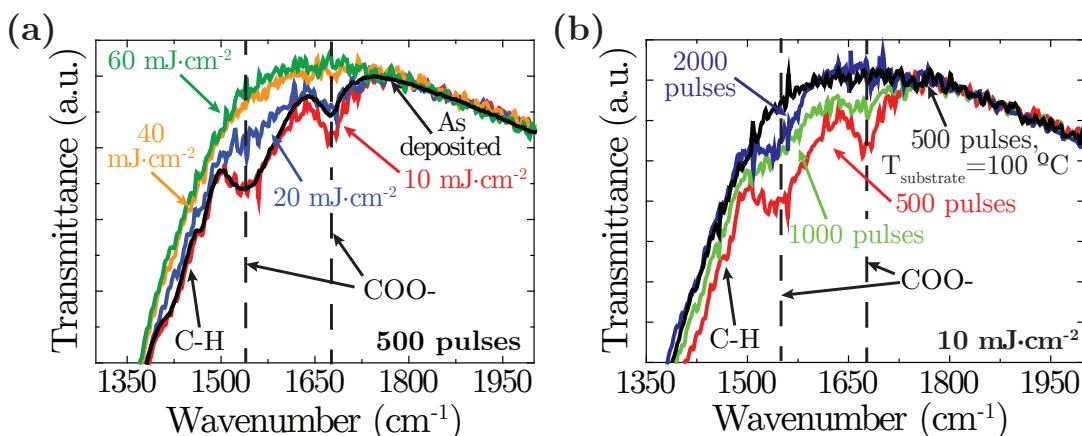 (a)
Transmittance (a.u.)
60 mJ·cm-2
40
mJ·cm-2
20 mJ·cm-2
As
deposited
10 mJ·cm-2
COO-
C-H
500 pulses
1350 1500 1650 1800 1950
Wavenumber (cm-1)
(b)
Transmittance (a.u.)
2000
pulses
500 pulses,
Tsubstrate=100 ºC
500 pulses
1000 pulses
COO-
C-H
10 mJ·cm-2
1350 1500 1650 1800 1950
Wavenumber (cm-1)